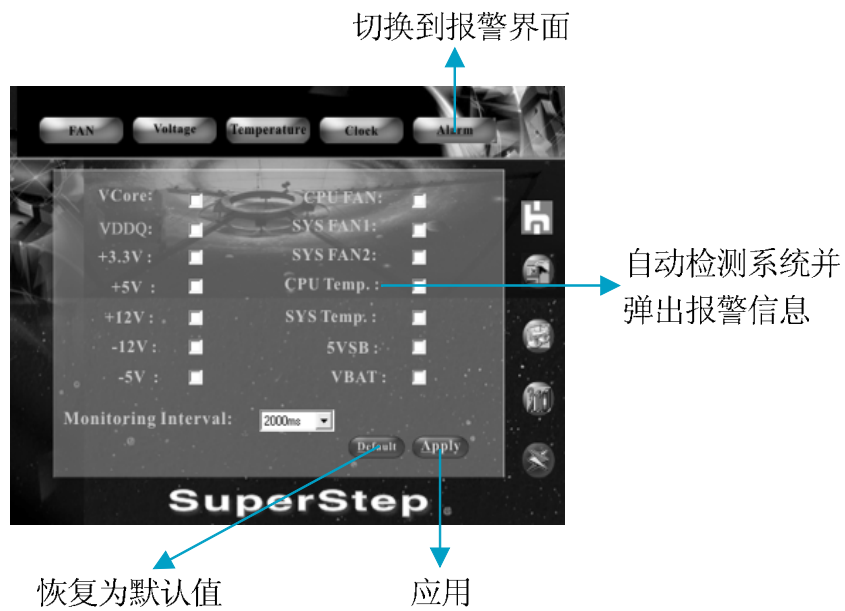 切换到报警界面
FAN
Voltage
Temperature
Clock
Alarm
VCore:
CPU FAN:
VDDQ:
SYS FAN1:
+3.3V :
SYS FAN2:
+5V :
CPU Temp. :
+12V :
SYS Temp. :
-12V :
5VSB :
-5V :
VBAT :
自动检测系统并
弹出报警信息
Monitoring Interval:
2000ms
Default
Apply
SuperStep
恢复为默认值
应用